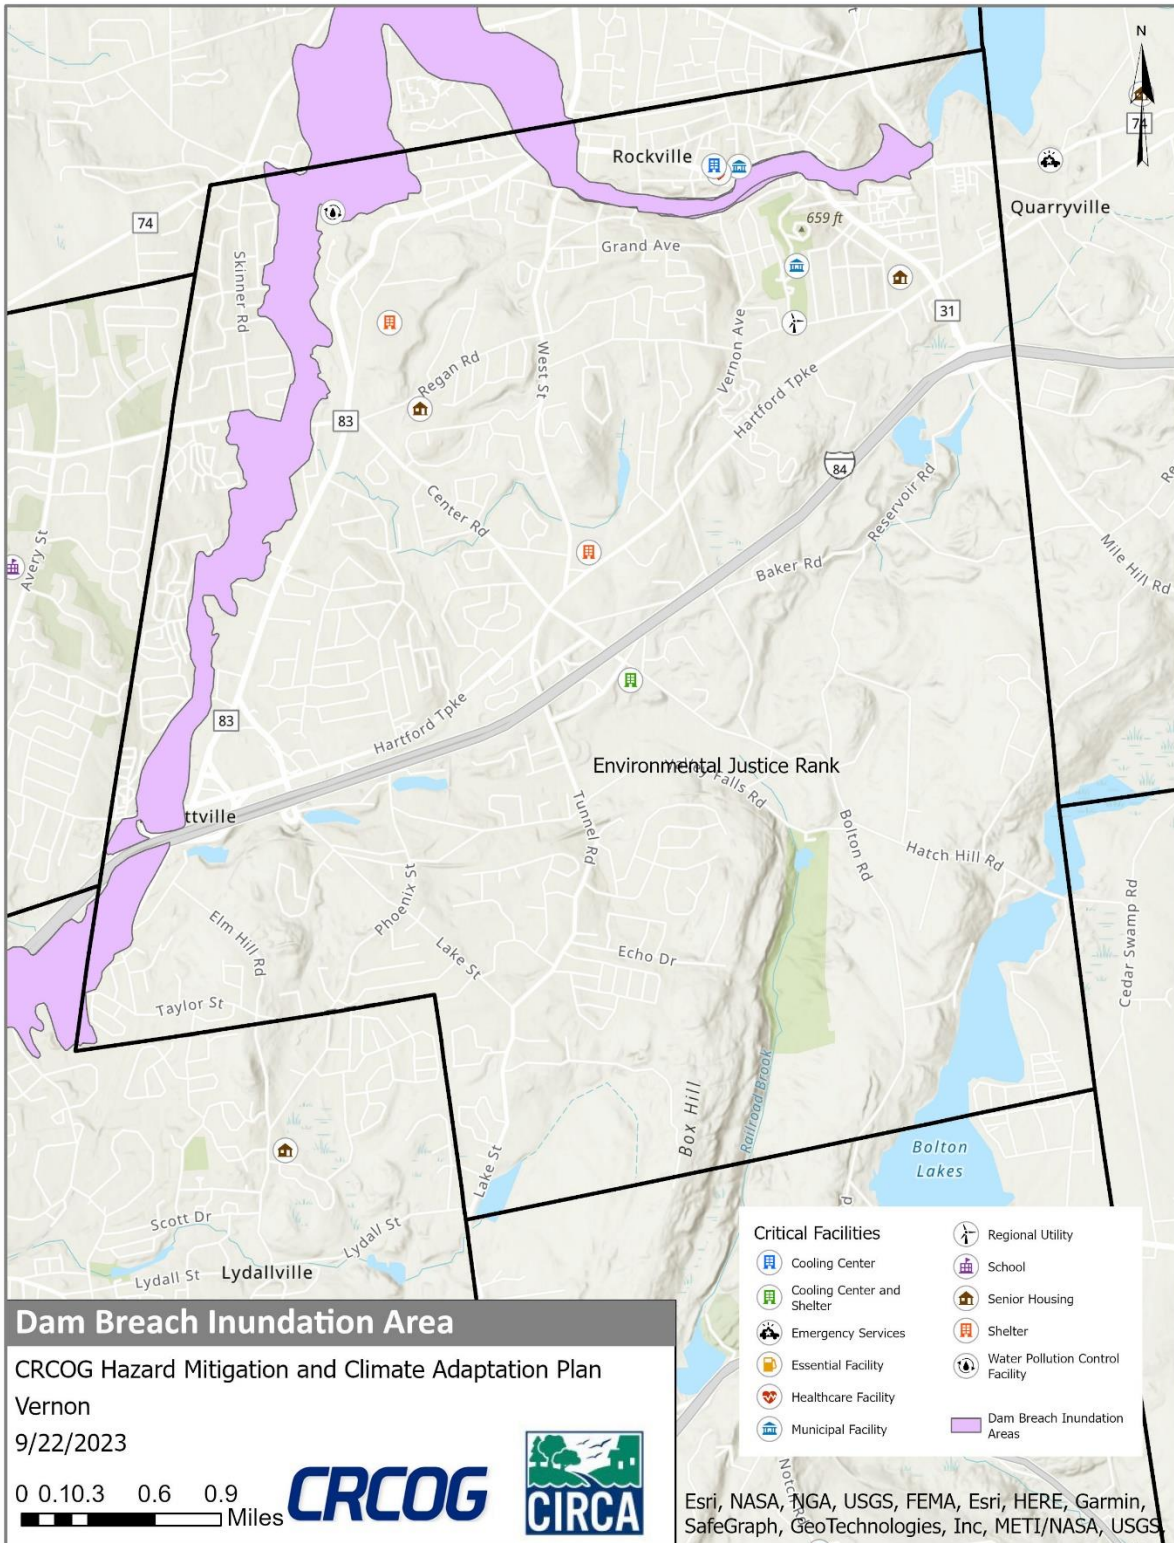 N
74
Rockville
Quarryville
74
659 ft
Grand Ave
Skinner Rd
31
Vernon Ave
West St
Regan Rd
Hartford Tpke
83
84
Center Rd
Reservoir Rd
Avery St
Baker Rd
Mile Hill Rd
83
Hartford Tpke
Environmental Justice Rank
Falls Rd
ttville
Tunnel Rd
Bolton Rd
Hatch Hill Rd
Phoenix St
Elm Hill Rd
Lake St
Echo Dr
Cedar Swamp Rd
Taylor St
Box Hill
Railroad Brook
Bolton
Lakes
Lake St
Scott Dr
Lydall St
Lydall St
Lydallville
Critical Facilities
Cooling Center
Cooling Center and
Shelter
Emergency Services
Essential Facility
Healthcare Facility
Municipal Facility
Regional Utility
School
Senior Housing
Shelter
Water Pollution Control
Facility
Dam Breach Inundation
Areas
Dam Breach Inundation Area
CRCOG Hazard Mitigation and Climate Adaptation Plan
Vernon
9/22/2023
0 0.10.3 0.6 0.9
Miles
CRCOG
CIRCA
Notch Rd
Esri, NASA, NGA, USGS, FEMA, Esri, HERE, Garmin,
SafeGraph, GeoTechnologies, Inc, METI/NASA, USGS